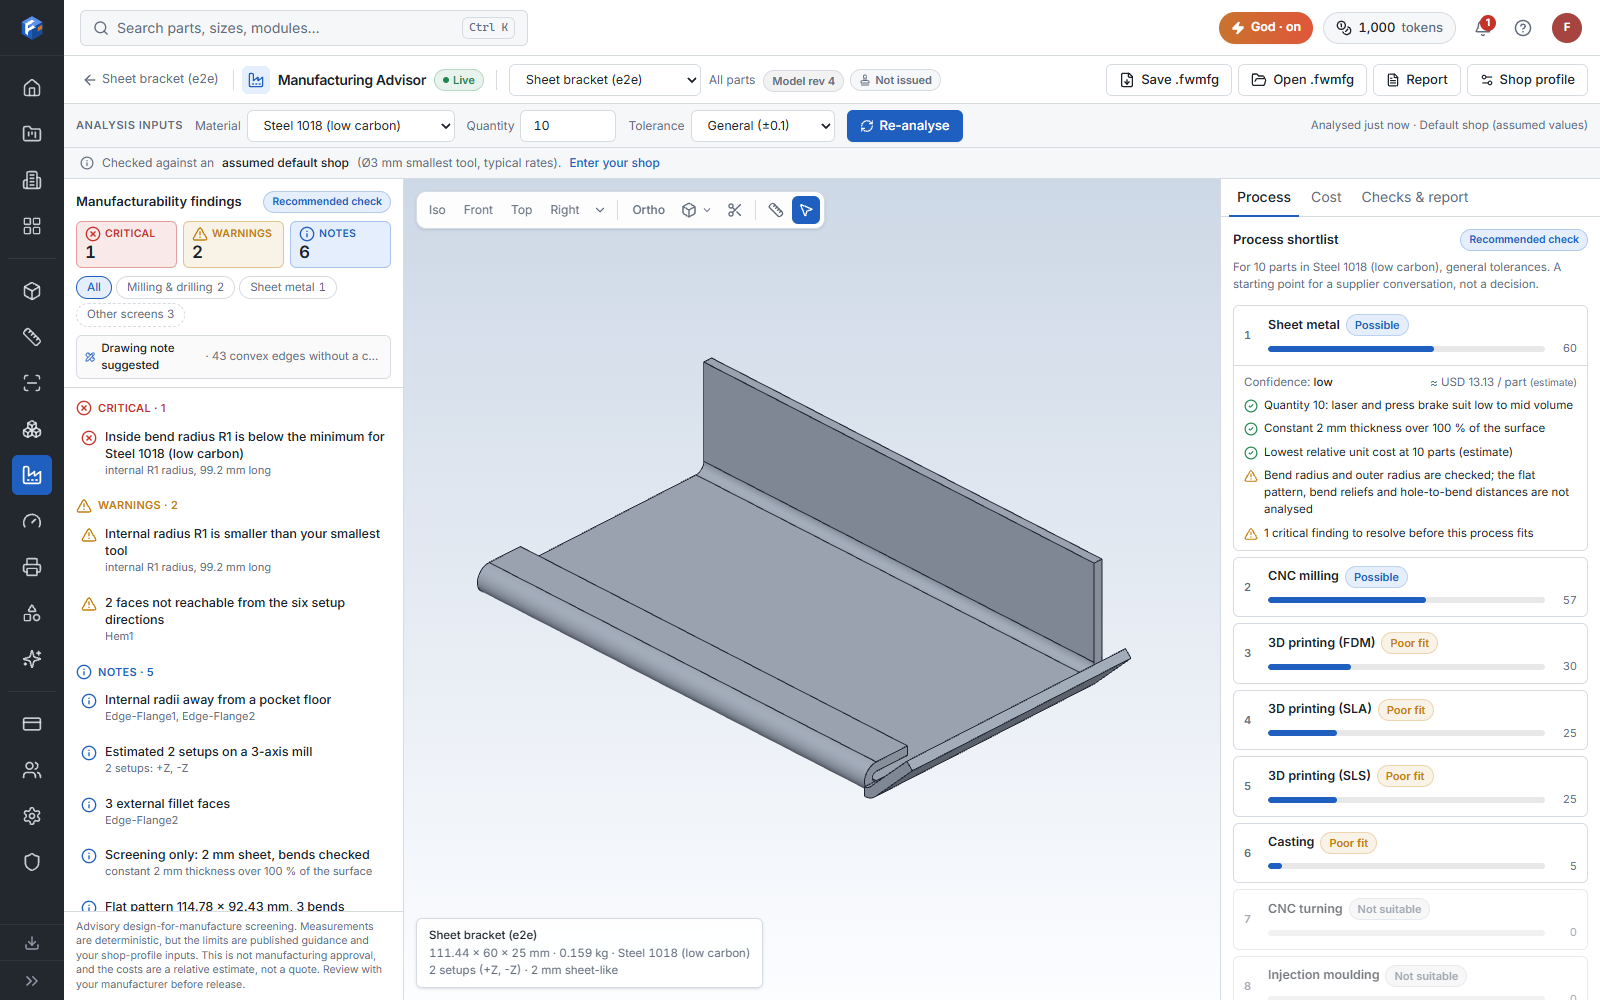 Search parts, sizes, modules...
Ctrl K
God · on
1,000 tokens
1
F
Sheet bracket (e2e)
Manufacturing Advisor
Live
Sheet bracket (e2e)
All parts
Model rev 4
Not issued
Save .fwmfg
Open .fwmfg
Report
Shop profile
ANALYSIS INPUTS
Material
Steel 1018 (low carbon)
Quantity
10
Tolerance
General (±0.1)
Re-analyse
Analysed just now · Default shop (assumed values)
Checked against an assumed default shop (Ø3 mm smallest tool, typical rates). Enter your shop
Manufacturability findings
Recommended check
CRITICAL
1
WARNINGS
2
NOTES
6
All
Milling & drilling 2
Sheet metal 1
Other screens 3
Drawing note
suggested
· 43 convex edges without a c...
CRITICAL · 1
Inside bend radius R1 is below the minimum for
Steel 1018 (low carbon)
internal R1 radius, 99.2 mm long
WARNINGS · 2
Internal radius R1 is smaller than your smallest
tool
internal R1 radius, 99.2 mm long
2 faces not reachable from the six setup
directions
Hem1
NOTES · 5
Internal radii away from a pocket floor
Edge-Flange1, Edge-Flange2
Estimated 2 setups on a 3-axis mill
2 setups: +Z, -Z
3 external fillet faces
Edge-Flange2
Screening only: 2 mm sheet, bends checked
constant 2 mm thickness over 100 % of the surface
Flat pattern 114.78 × 92.43 mm, 3 bends
Advisory design-for-manufacture screening. Measurements
are deterministic, but the limits are published guidance and
your shop-profile inputs. This is not manufacturing approval,
and the costs are a relative estimate, not a quote. Review with
your manufacturer before release.
Iso
Front
Top
Right
Ortho
Sheet bracket (e2e)
111.44 × 60 × 25 mm · 0.159 kg · Steel 1018 (low carbon)
2 setups (+Z, -Z) · 2 mm sheet-like
Process
Cost
Checks & report
Process shortlist
Recommended check
For 10 parts in Steel 1018 (low carbon), general tolerances. A
starting point for a supplier conversation, not a decision.
1
Sheet metal
Possible
60
Confidence: low
≈ USD 13.13 / part (estimate)
Quantity 10: laser and press brake suit low to mid volume
Constant 2 mm thickness over 100 % of the surface
Lowest relative unit cost at 10 parts (estimate)
Bend radius and outer radius are checked; the flat
pattern, bend reliefs and hole-to-bend distances are not
analysed
1 critical finding to resolve before this process fits
2
CNC milling
Possible
57
3
3D printing (FDM)
Poor fit
30
4
3D printing (SLA)
Poor fit
25
5
3D printing (SLS)
Poor fit
25
6
Casting
Poor fit
5
7
CNC turning
Not suitable
0
8
Injection moulding
Not suitable
0